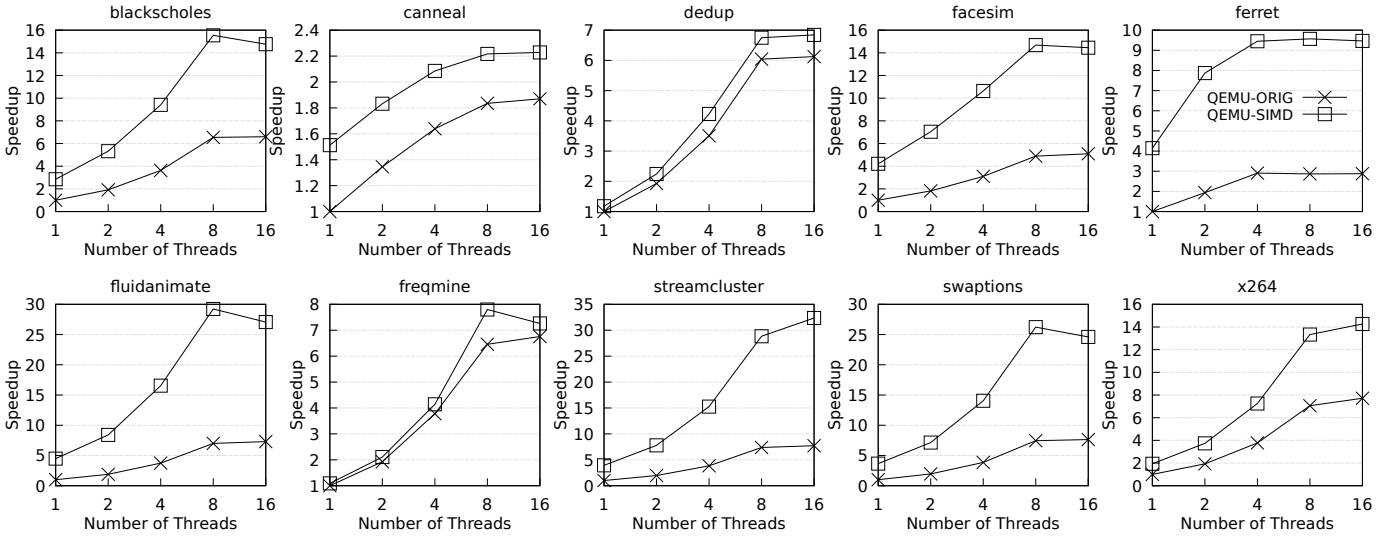 blackscholes
16
14
12
10
8
6
4
2
0
Speedup
1 2 4 8 16
Number of Threads
canneal
2.4
2.2
2
1.8
1.6
1.4
1.2
1
Speedup
1 2 4 8 16
Number of Threads
dedup
7
6
5
4
3
2
1
Speedup
1 2 4 8 16
Number of Threads
facesim
16
14
12
10
8
6
4
2
0
Speedup
1 2 4 8 16
Number of Threads
ferret
10
9
8
7
6
5
4
3
2
1
Speedup
QEMU-ORIG
QEMU-SIMD
1 2 4 8 16
Number of Threads
fluidanimate
30
25
20
15
10
5
0
Speedup
1 2 4 8 16
Number of Threads
freqmine
8
7
6
5
4
3
2
1
Speedup
1 2 4 8 16
Number of Threads
streamcluster
35
30
25
20
15
10
5
0
Speedup
1 2 4 8 16
Number of Threads
swaptions
30
25
20
15
10
5
0
Speedup
1 2 4 8 16
Number of Threads
x264
16
14
12
10
8
6
4
2
0
Speedup
1 2 4 8 16
Number of Threads